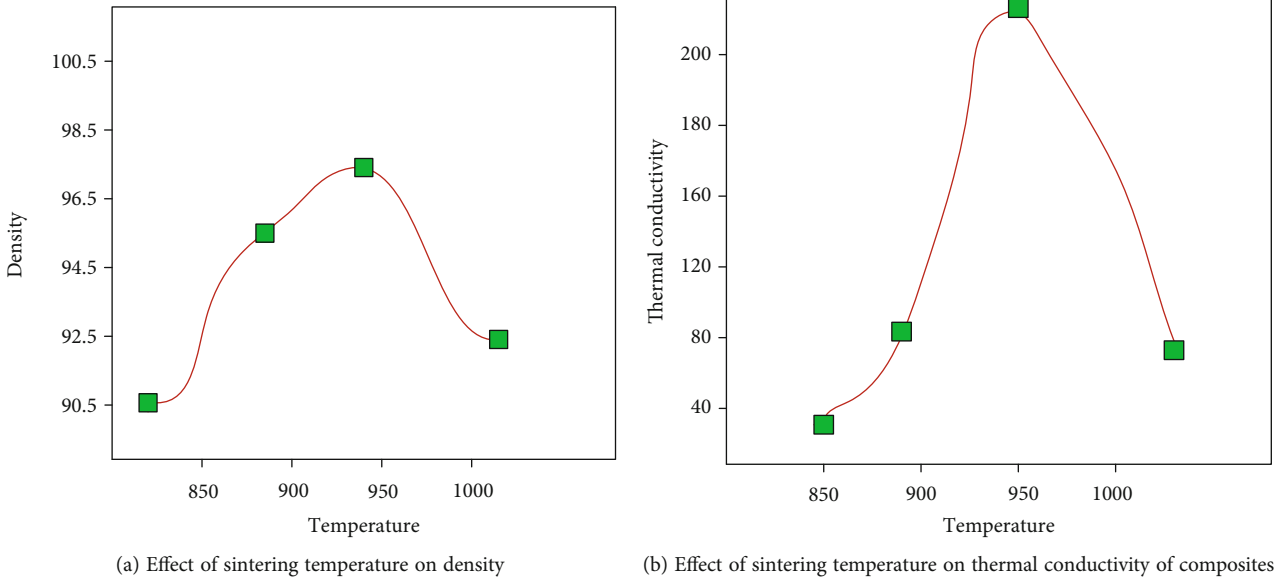 100.5
98.5
96.5
94.5
92.5
90.5
Density
850 900 950 1000
Temperature
(a) Effect of sintering temperature on density
200
180
160
120
80
40
Thermal conductivity
850 900 950 1000
Temperature
(b) Effect of sintering temperature on thermal conductivity of composites